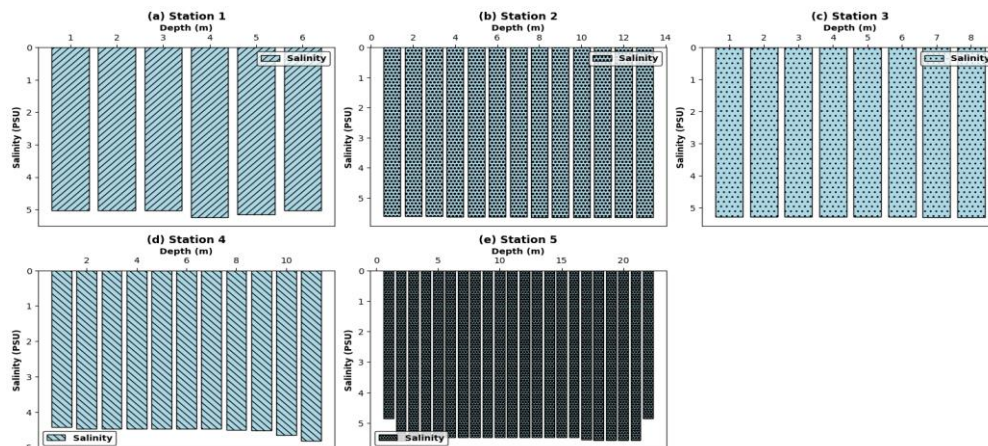 (a) Station 1
Depth (m)
1 2 3 4 5 6
0
1
2
3
4
5
Salinity (PSU)
Salinity
(b) Station 2
Depth (m)
0 2 4 6 8 10 12 14
0
1
2
3
4
5
Salinity (PSU)
Salinity
(c) Station 3
Depth (m)
1 2 3 4 5 6 7 8
0
1
2
3
4
5
Salinity (PSU)
Salinity
(d) Station 4
Depth (m)
2 4 6 8 10
0
1
2
3
4
Salinity (PSU)
Salinity
(e) Station 5
Depth (m)
0 5 10 15 20
0
1
2
3
4
5
Salinity (PSU)
Salinity